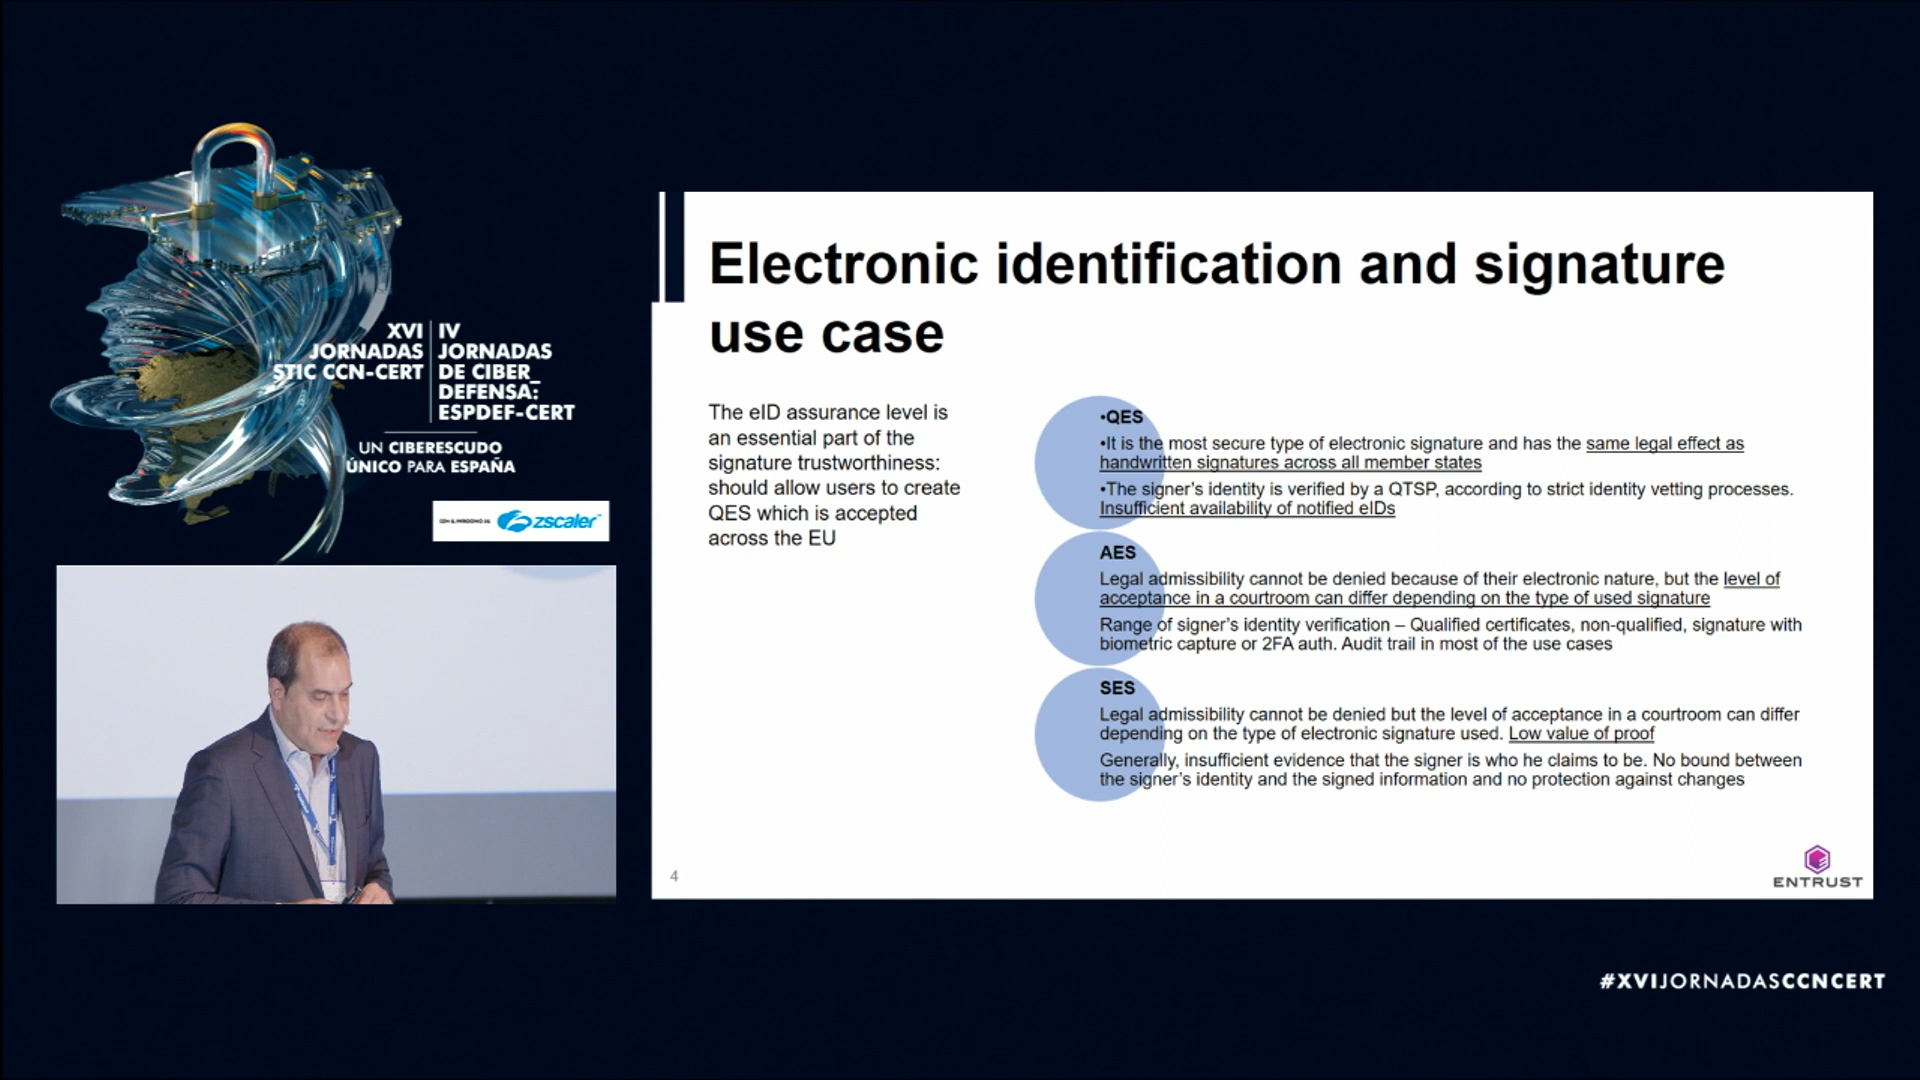 XVI
JORNADAS
STIC CCN-CERT
IV
JORNADAS
DE CIBER_
DEFENSA:
ESPDEF-CERT
UN CIBERESCUDO
ÚNICO PARA ESPAÑA
CON EL PATROCINIO DE:
zscaler
Electronic identification and signature
use case
The eID assurance level is
an essential part of the
signature trustworthiness:
should allow users to create
QES which is accepted
across the EU
•QES
•It is the most secure type of electronic signature and has the same legal effect as
handwritten signatures across all member states
•The signer's identity is verified by a QTSP, according to strict identity vetting processes.
Insufficient availability of notified eIDs
AES
Legal admissibility cannot be denied because of their electronic nature, but the level of
acceptance in a courtroom can differ depending on the type of used signature
Range of signer's identity verification – Qualified certificates, non-qualified, signature with
biometric capture or 2FA auth. Audit trail in most of the use cases
SES
Legal admissibility cannot be denied but the level of acceptance in a courtroom can differ
depending on the type of electronic signature used. Low value of proof
Generally, insufficient evidence that the signer is who he claims to be. No bound between
the signer's identity and the signed information and no protection against changes
4
ENTRUST
#XVIJORNADASCCNCERT